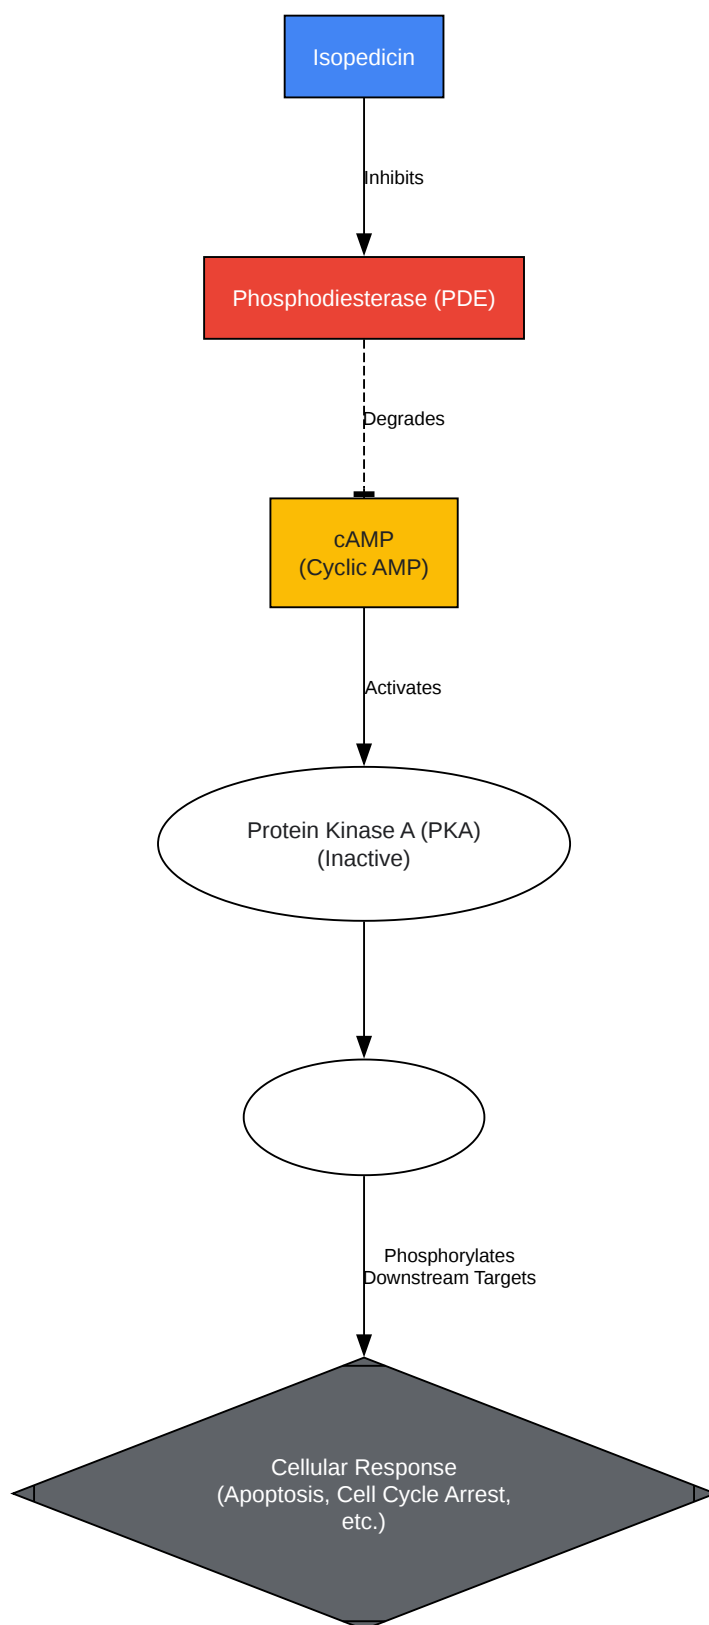 Isopedicin
Inhibits
Phosphodiesterase (PDE)
Degrades
cAMP
(Cyclic AMP)
Activates
Protein Kinase A (PKA)
(Inactive)
Phosphorylates
Downstream Targets
Cellular Response
(Apoptosis, Cell Cycle Arrest,
etc.)